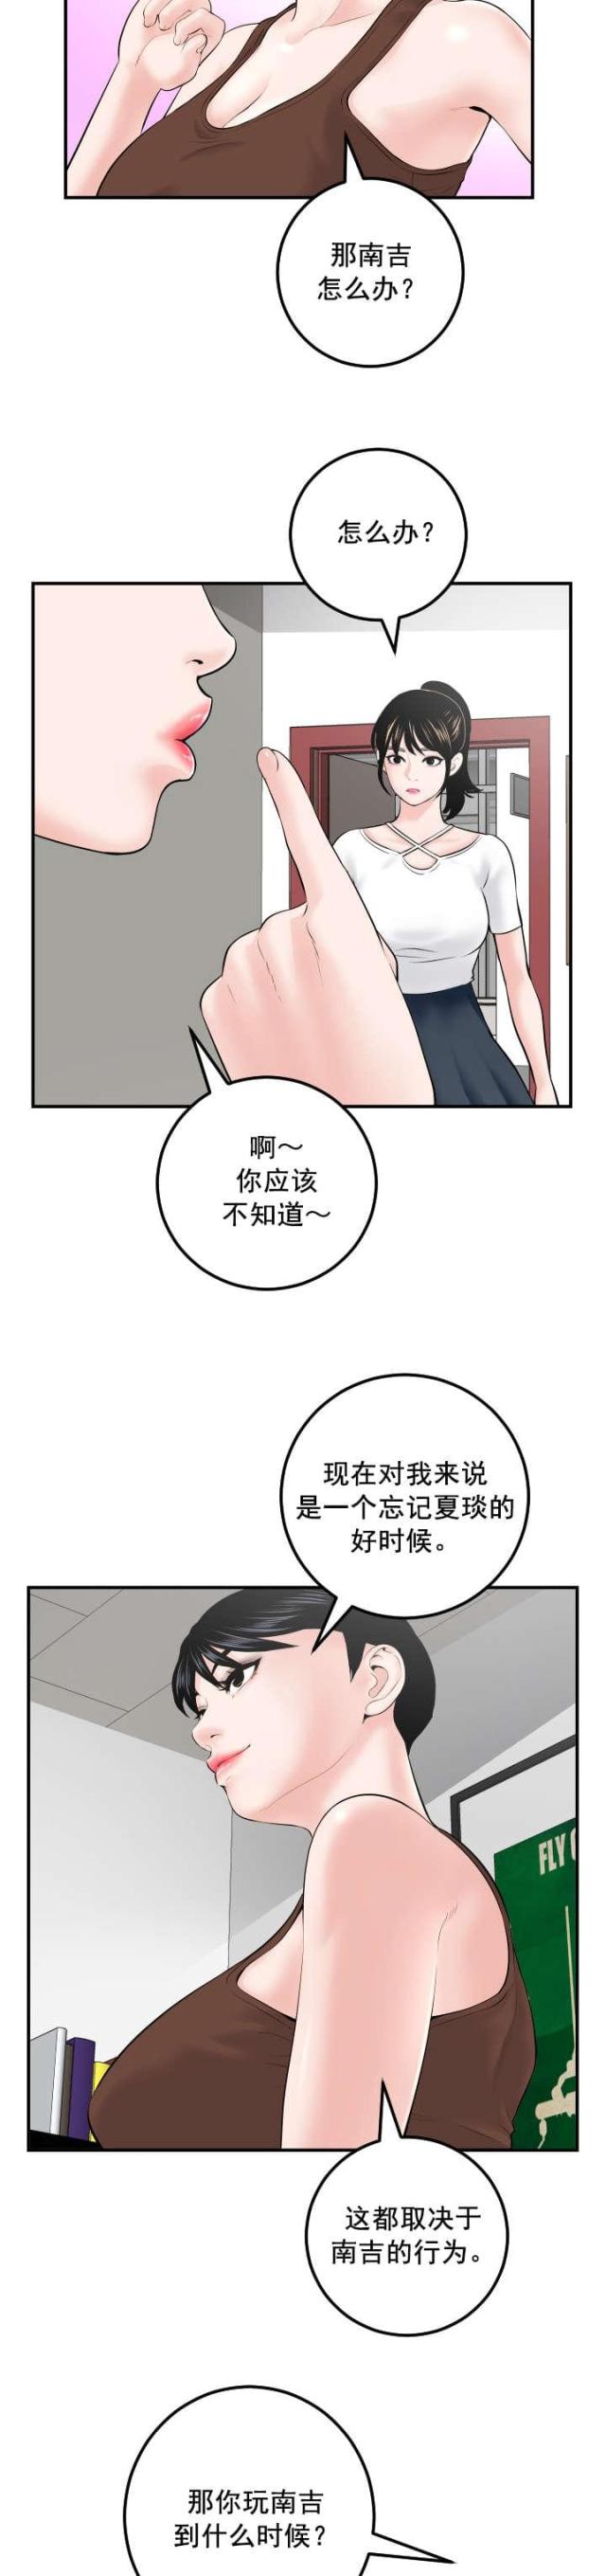 那南吉
怎么办？
怎么办？
啊～
你应该
不知道～
现在对我来说
是一个忘记夏琰的
好时候。
FLY
这都取决于
南吉的行为。
那你玩南吉
到什么时候？